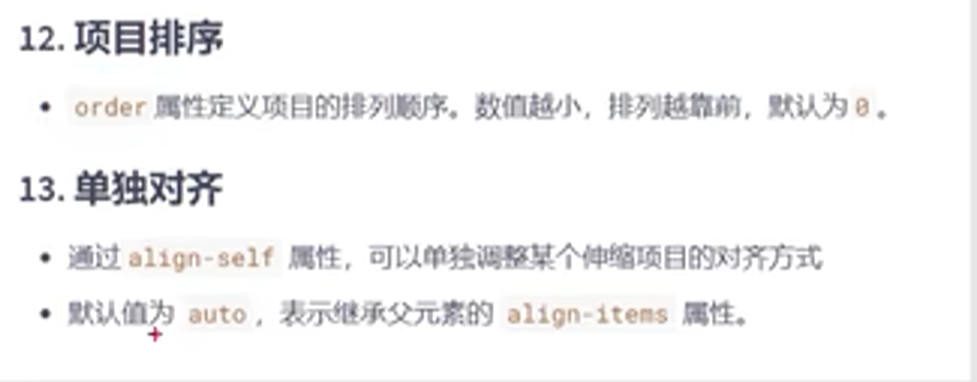 12. 项目排序
• order 属性定义项目的排列顺序。数值越小，排列越靠前，默认为 0 。
13. 单独对齐
• 通过 align-self 属性，可以单独调整某个伸缩项目的对齐方式
• 默认值为 auto ，表示继承父元素的 align-items 属性。